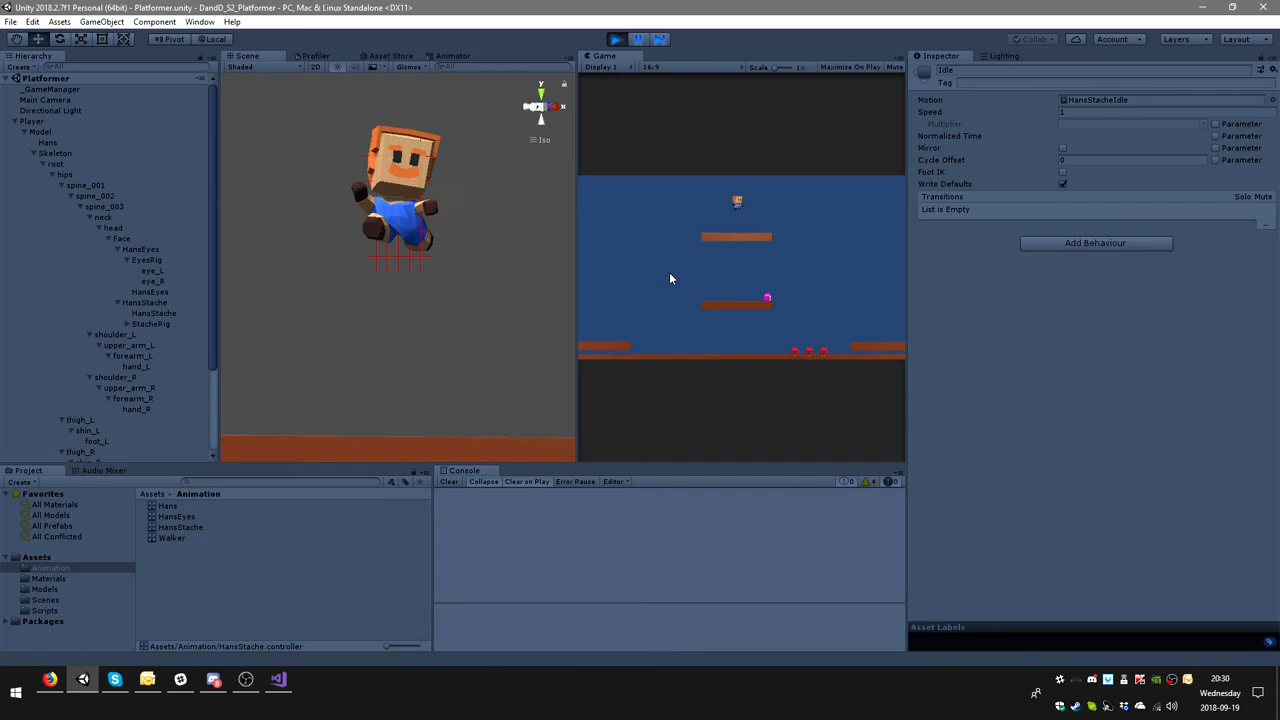 Unity 2018.2.7f1 Personal (64bit) - Platformer.unity - DandD_S2_Platformer - PC, Mac & Linux Standalone <DX11>
File Edit Assets GameObject Component Window Help
Pivot Local
Collab Account Layers Layout
Hierarchy
Create All
Platformer
_GameManager
Main Camera
Directional Light
Player
Model
Hans
Skeleton
root
hips
spine_001
spine_002
spine_003
neck
head
Face
HansEyes
EyesRig
eye_L
eye_R
HansEyes
HansStache
HansStache
StacheRig
shoulder_L
upper_arm_L
forearm_L
hand_L
shoulder_R
upper_arm_R
forearm_R
hand_R
thigh_L
shin_L
foot_L
thigh_R
Scene Profiler Asset Store Animator
Shaded 2D Gizmos All
y
x
Iso
Game
Display 1 16:9 Scale 1x Maximize On Play Mute
Inspector Lighting
Idle
Tag
Motion HansStacheIdle
Speed 1
Multiplier Parameter
Normalized Time Parameter
Mirror Parameter
Cycle Offset 0 Parameter
Foot IK
Write Defaults
Transitions Solo Mute
List is Empty
Add Behaviour
Asset Labels
Project Audio Mixer
Create
Favorites
All Materials
All Models
All Prefabs
All Conflicted
Assets
Animation
Materials
Models
Scenes
Scripts
Packages
Assets Animation
Hans
HansEyes
HansStache
Walker
Assets/Animation/HansStache.controller
Console
Clear Collapse Clear on Play Error Pause Editor 0 4 0
20:30
Wednesday
2018-09-19